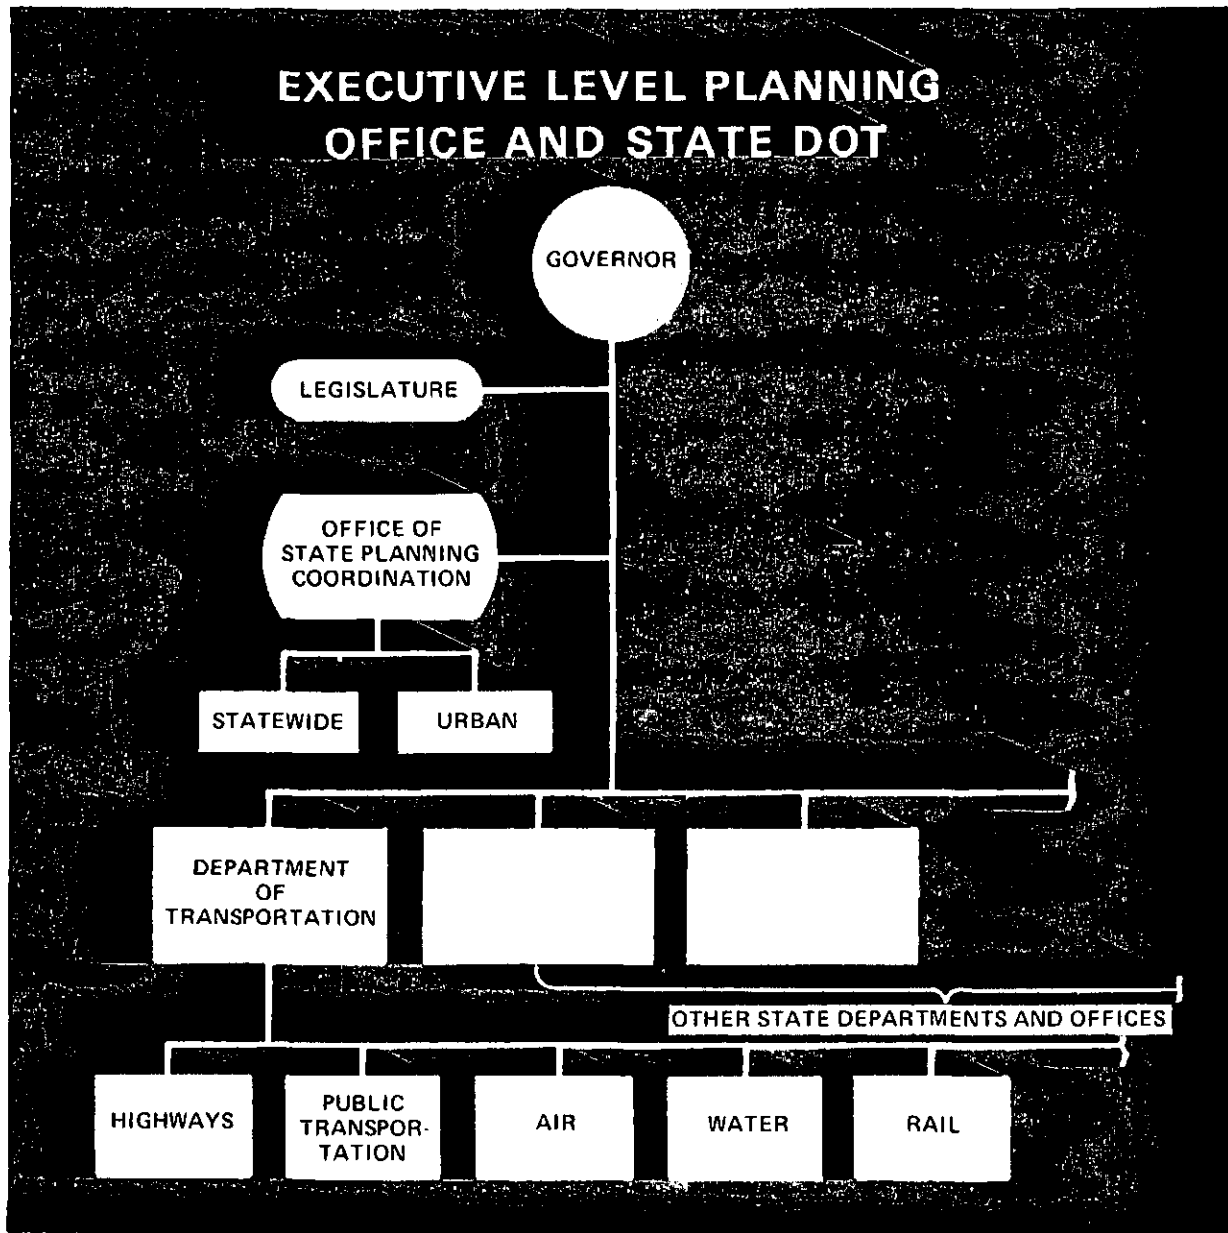 EXECUTIVE LEVEL PLANNING
OFFICE AND STATE DOT
GOVERNOR
LEGISLATURE
OFFICE OF
STATE PLANNING
COORDINATION
STATEWIDE
URBAN
DEPARTMENT
OF
TRANSPORTATION
OTHER STATE DEPARTMENTS AND OFFICES
HIGHWAYS
PUBLIC
TRANSPOR-
TATION
AIR
WATER
RAIL